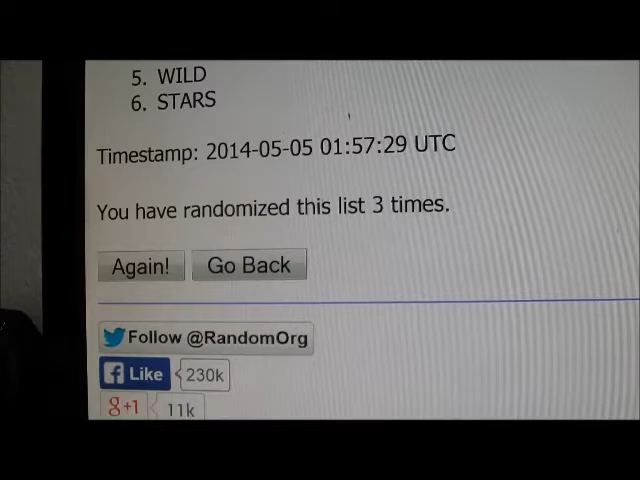 5. WILD
6. STARS
Timestamp: 2014-05-05 01:57:29 UTC
You have randomized this list 3 times.
Again! Go Back
Follow @RandomOrg
f Like 230k
g+1 11k